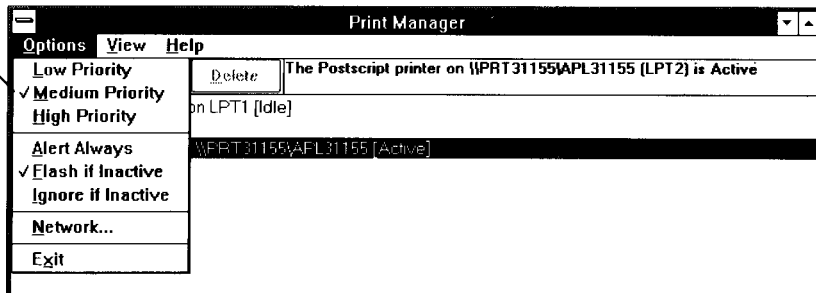 Print Manager
Options View Help
Low Priority
✓ Medium Priority
High Priority
Alert Always
✓ Flash if Inactive
Ignore if Inactive
Network...
Exit
Delete
The Postscript printer on \\PRT31155\APL31155 (LPT2) is Active
on LPT1 [Idle]
\\PRT31155\APL31155 [Active]